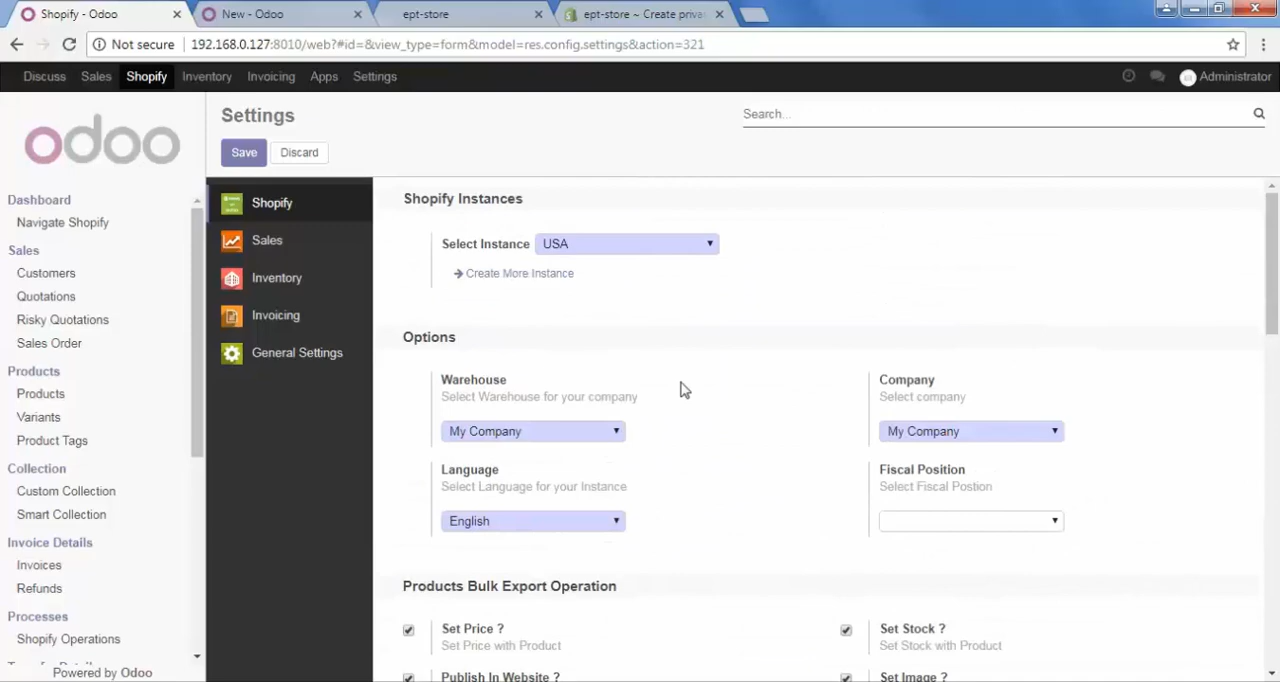 Shopify - Odoo
New - Odoo
ept-store
ept-store ~ Create priva
Not secure
192.168.0.127:8010/web?#id=&view_type=form&model=res.config.settings&action=321
Discuss
Sales
Shopify
Inventory
Invoicing
Apps
Settings
Administrator
odoo
Dashboard
Navigate Shopify
Sales
Customers
Quotations
Risky Quotations
Sales Order
Products
Products
Variants
Product Tags
Collection
Custom Collection
Smart Collection
Invoice Details
Invoices
Refunds
Processes
Shopify Operations
Powered by Odoo
Settings
Search...
Save
Discard
Shopify
Sales
Inventory
Invoicing
General Settings
Shopify Instances
Select Instance USA
Create More Instance
Options
Warehouse
Select Warehouse for your company
My Company
Company
Select company
My Company
Language
Select Language for your Instance
English
Fiscal Position
Select Fiscal Postion
Products Bulk Export Operation
Set Price ?
Set Price with Product
Set Stock ?
Set Stock with Product
Publish In Website ?
Set Image ?